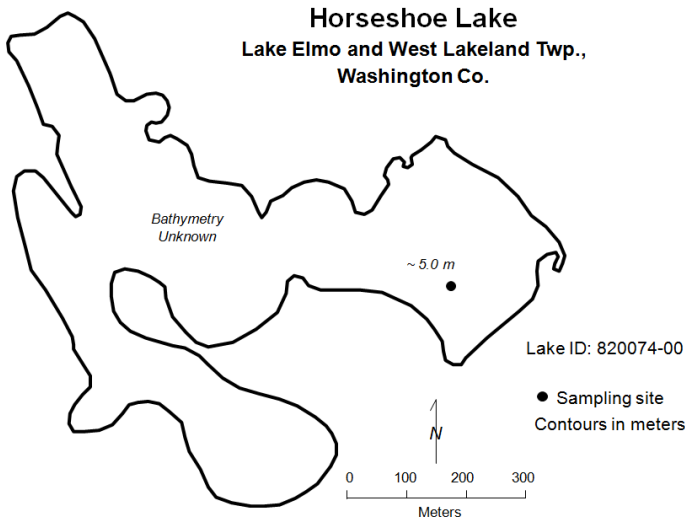 Horseshoe Lake
Lake Elmo and West Lakeland Twp.,
Washington Co.
Bathymetry
Unknown
~ 5.0 m
Lake ID: 820074-00
Sampling site
Contours in meters
N
0 100 200 300
Meters